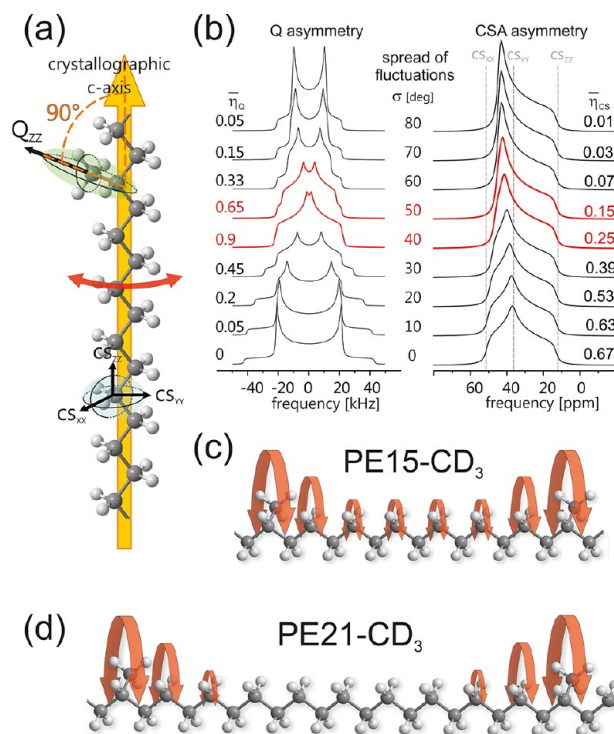 (a)
crystallographic
c-axis
90°
Q_ZZ
CS_ZZ
CS_YY
CS_XX
(b)
Q asymmetry
spread of
fluctuations
σ [deg]
CSA asymmetry
CS_XX
CS_YY
CS_ZZ
η̅_Q
η̅_CS
0.05 80 0.01
0.15 70 0.03
0.33 60 0.07
0.65 50 0.15
0.9 40 0.25
0.45 30 0.39
0.2 20 0.53
0.05 10 0.63
0 0 0.67
-40 -20 0 20 40
frequency [kHz]
60 40 20 0
frequency [ppm]
(c)
PE15-CD₃
(d)
PE21-CD₃